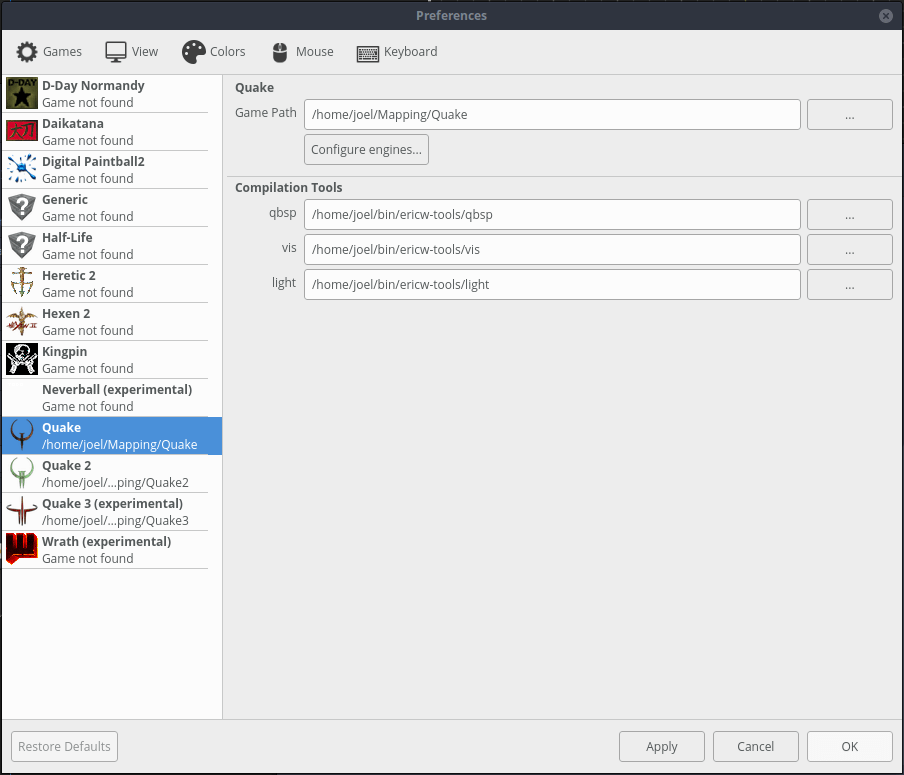 Preferences
Games View Colors Mouse Keyboard
D-Day Normandy
Game not found
Daikatana
Game not found
Digital Paintball2
Game not found
Generic
Game not found
Half-Life
Game not found
Heretic 2
Game not found
Hexen 2
Game not found
Kingpin
Game not found
Neverball (experimental)
Game not found
Quake
/home/joel/Mapping/Quake
Quake 2
/home/joel/...ping/Quake2
Quake 3 (experimental)
/home/joel/...ping/Quake3
Wrath (experimental)
Game not found
Quake
Game Path /home/joel/Mapping/Quake ...
Configure engines...
Compilation Tools
qbsp /home/joel/bin/ericw-tools/qbsp ...
vis /home/joel/bin/ericw-tools/vis ...
light /home/joel/bin/ericw-tools/light ...
Restore Defaults Apply Cancel OK